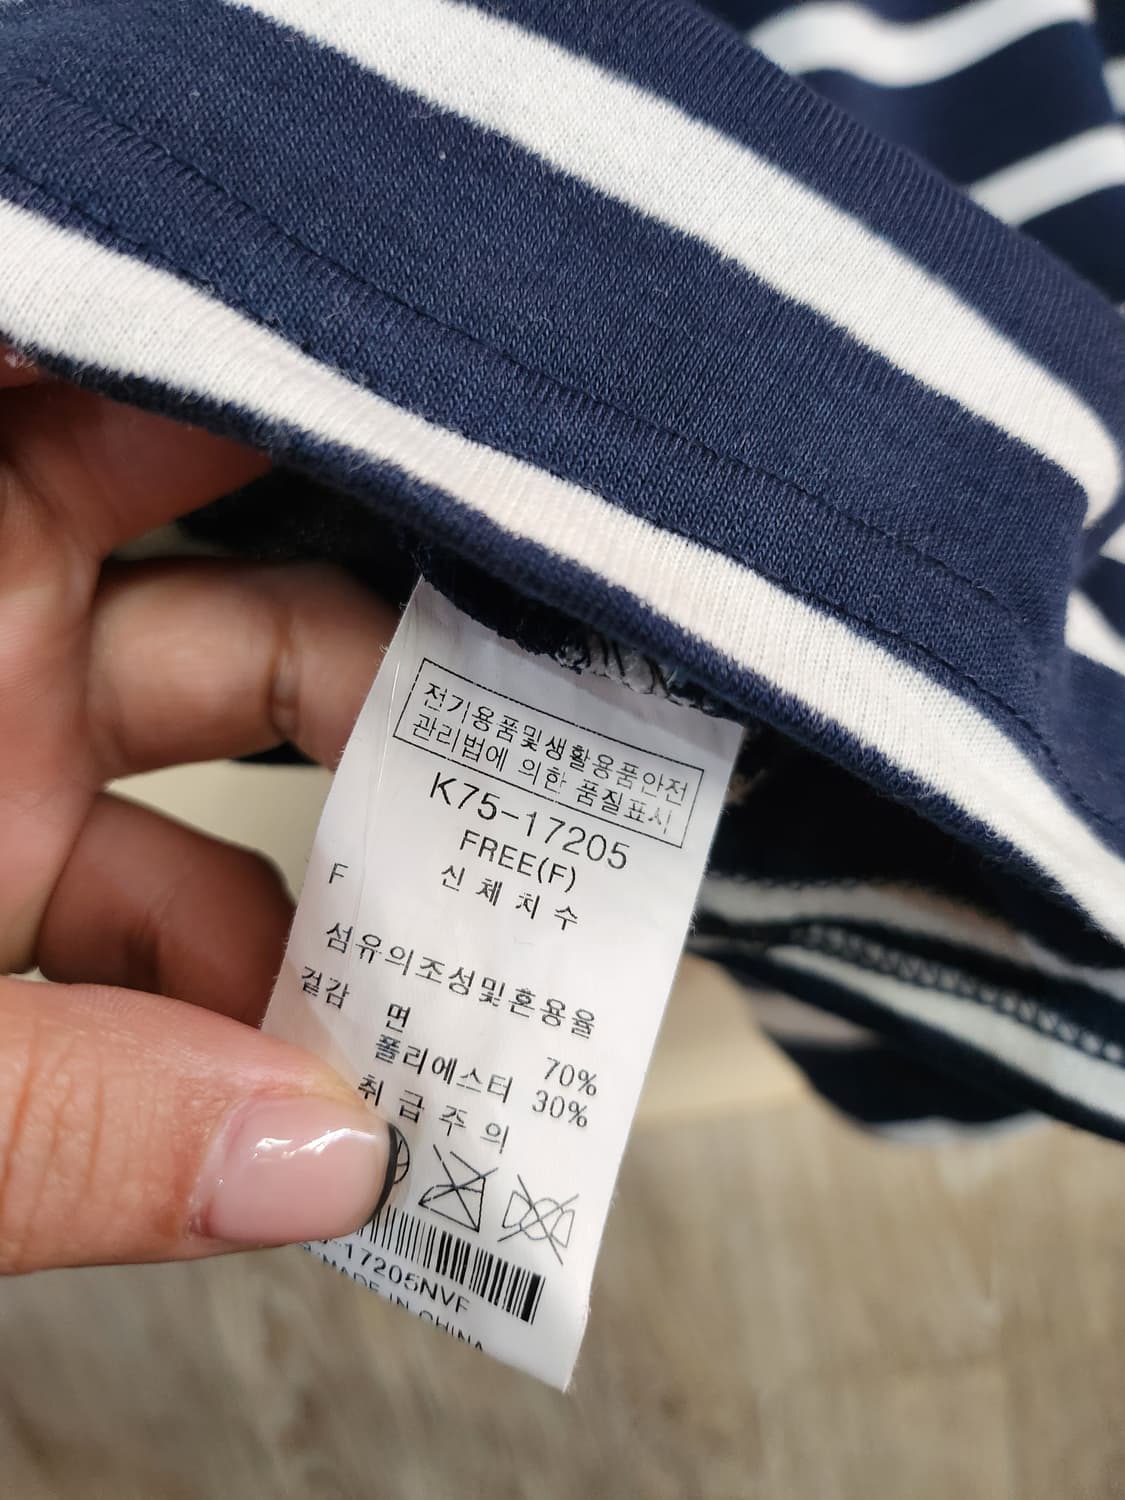 전기용품및생활용품안전
관리법에 의한 품질표시
K75-17205
FREE(F)
F 신체치수
섬유의조성및혼용율
겉감 면 70%
폴리에스터 30%
취급주의
-17205NVF
MADE IN CHINA